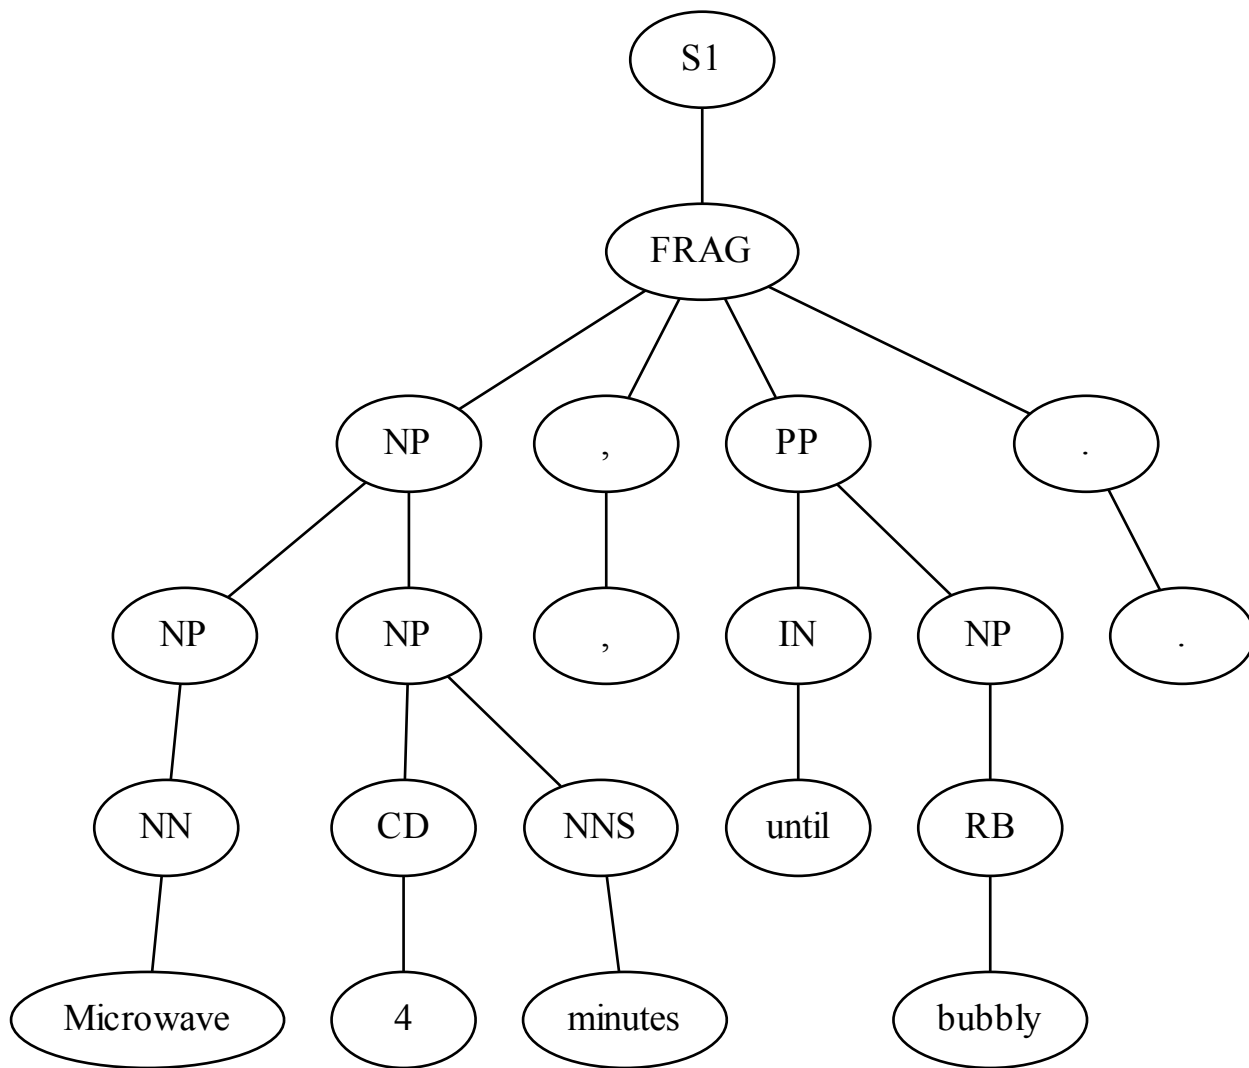 S1
FRAG
NP , PP .
NP NP , IN NP .
NN CD NNS until RB
Microwave 4 minutes bubbly